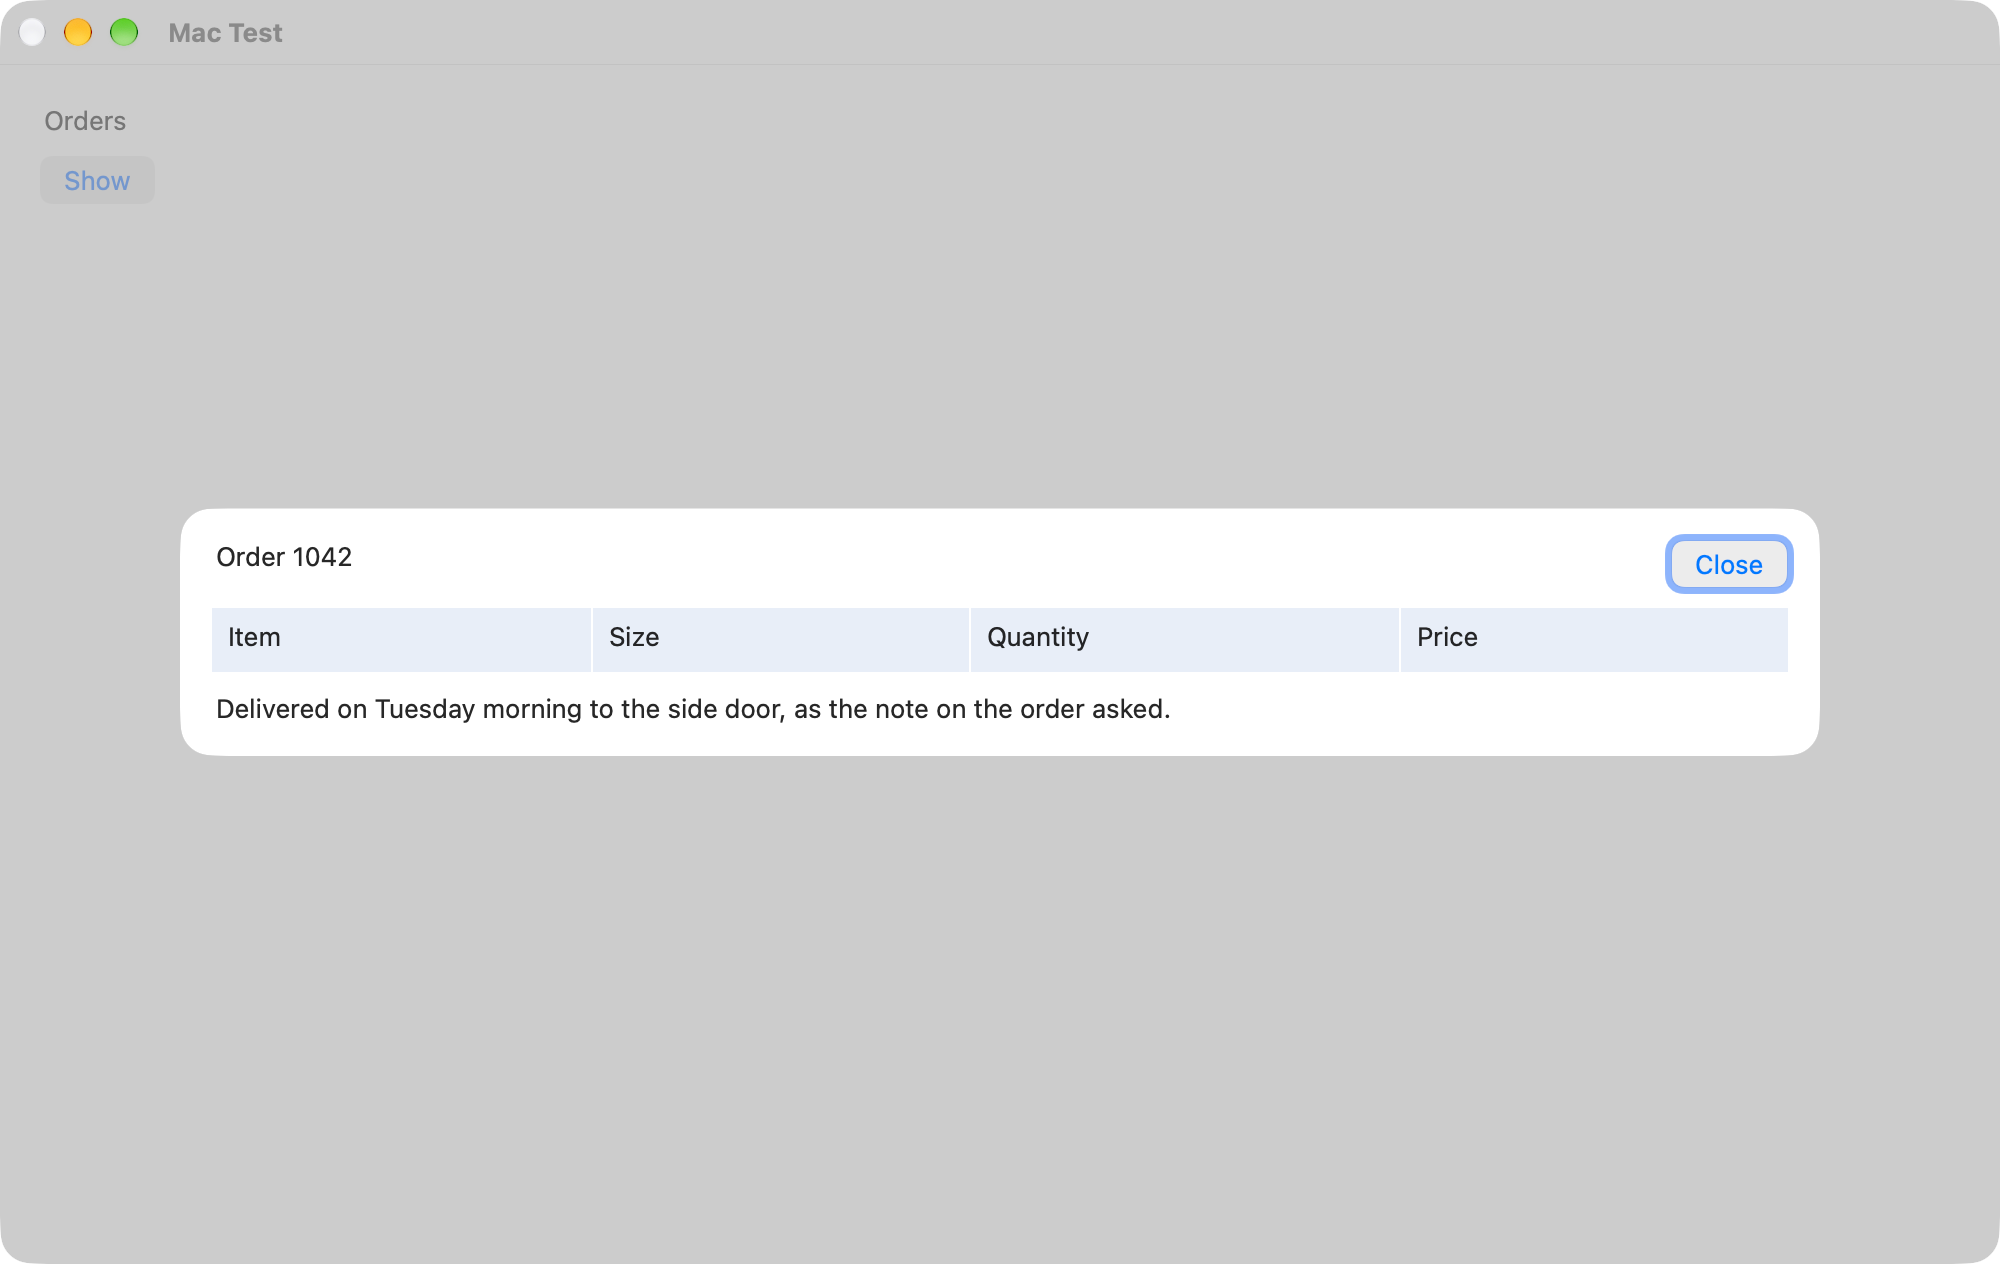 Mac Test
Orders
Show
Order 1042
Close
Item Size Quantity Price
Delivered on Tuesday morning to the side door, as the note on the order asked.